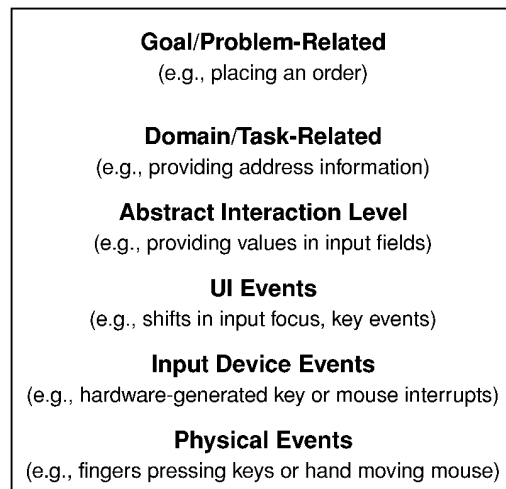 Goal/Problem-Related
(e.g., placing an order)
Domain/Task-Related
(e.g., providing address information)
Abstract Interaction Level
(e.g., providing values in input fields)
UI Events
(e.g., shifts in input focus, key events)
Input Device Events
(e.g., hardware-generated key or mouse interrupts)
Physical Events
(e.g., fingers pressing keys or hand moving mouse)